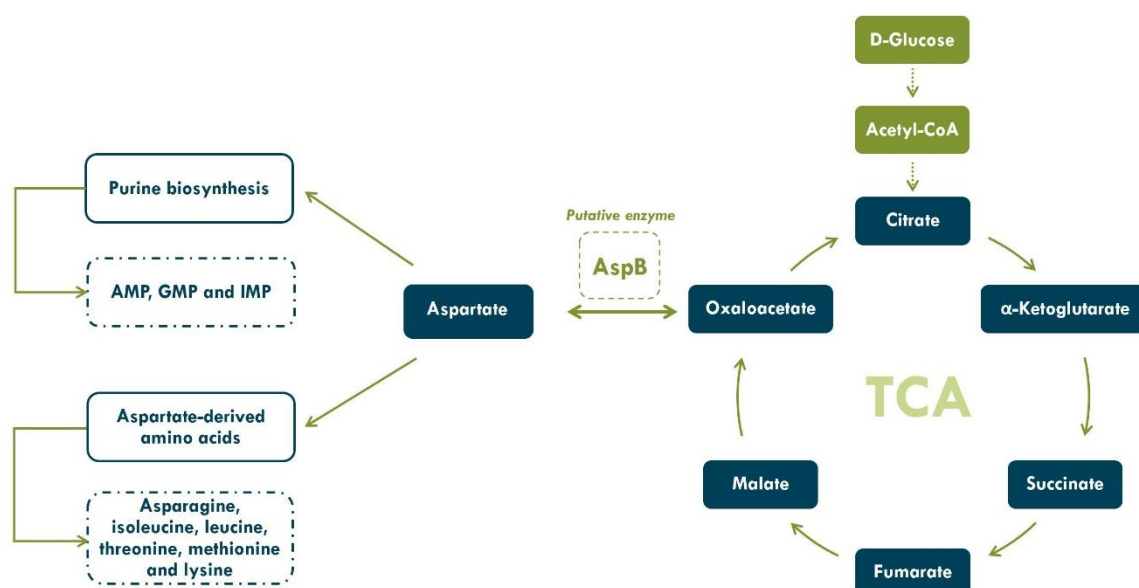 D-Glucose
Acetyl-CoA
Citrate
Purine biosynthesis
AMP, GMP and IMP
Putative enzyme
AspB
Aspartate
Oxaloacetate
α-Ketoglutarate
TCA
Aspartate-derived
amino acids
Asparagine,
isoleucine, leucine,
threonine, methionine
and lysine
Malate
Succinate
Fumarate